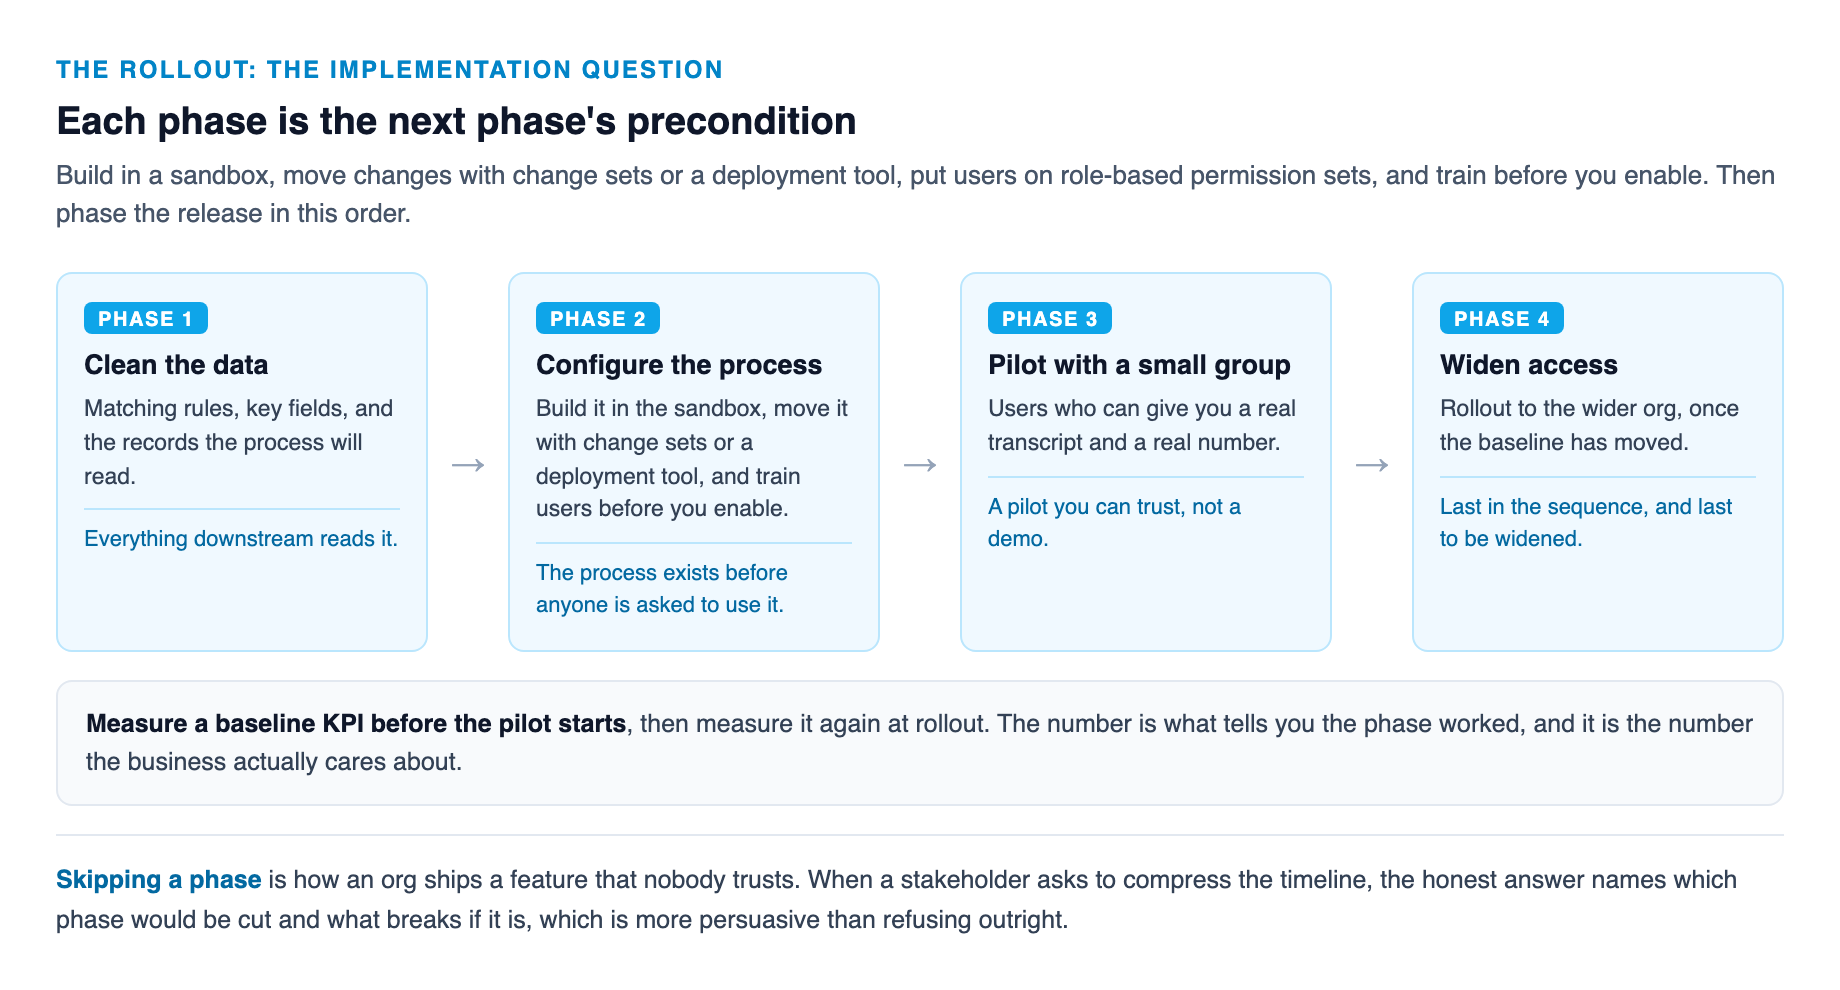 THE ROLLOUT: THE IMPLEMENTATION QUESTION
Each phase is the next phase's precondition
Build in a sandbox, move changes with change sets or a deployment tool, put users on role-based permission sets, and train before you enable. Then
phase the release in this order.
PHASE 1
Clean the data
Matching rules, key fields, and
the records the process will
read.
Everything downstream reads it.
→
PHASE 2
Configure the process
Build it in the sandbox, move it
with change sets or a
deployment tool, and train
users before you enable.
The process exists before
anyone is asked to use it.
→
PHASE 3
Pilot with a small group
Users who can give you a real
transcript and a real number.
A pilot you can trust, not a
demo.
→
PHASE 4
Widen access
Rollout to the wider org, once
the baseline has moved.
Last in the sequence, and last
to be widened.
Measure a baseline KPI before the pilot starts, then measure it again at rollout. The number is what tells you the phase worked, and it is the number
the business actually cares about.
Skipping a phase is how an org ships a feature that nobody trusts. When a stakeholder asks to compress the timeline, the honest answer names which
phase would be cut and what breaks if it is, which is more persuasive than refusing outright.